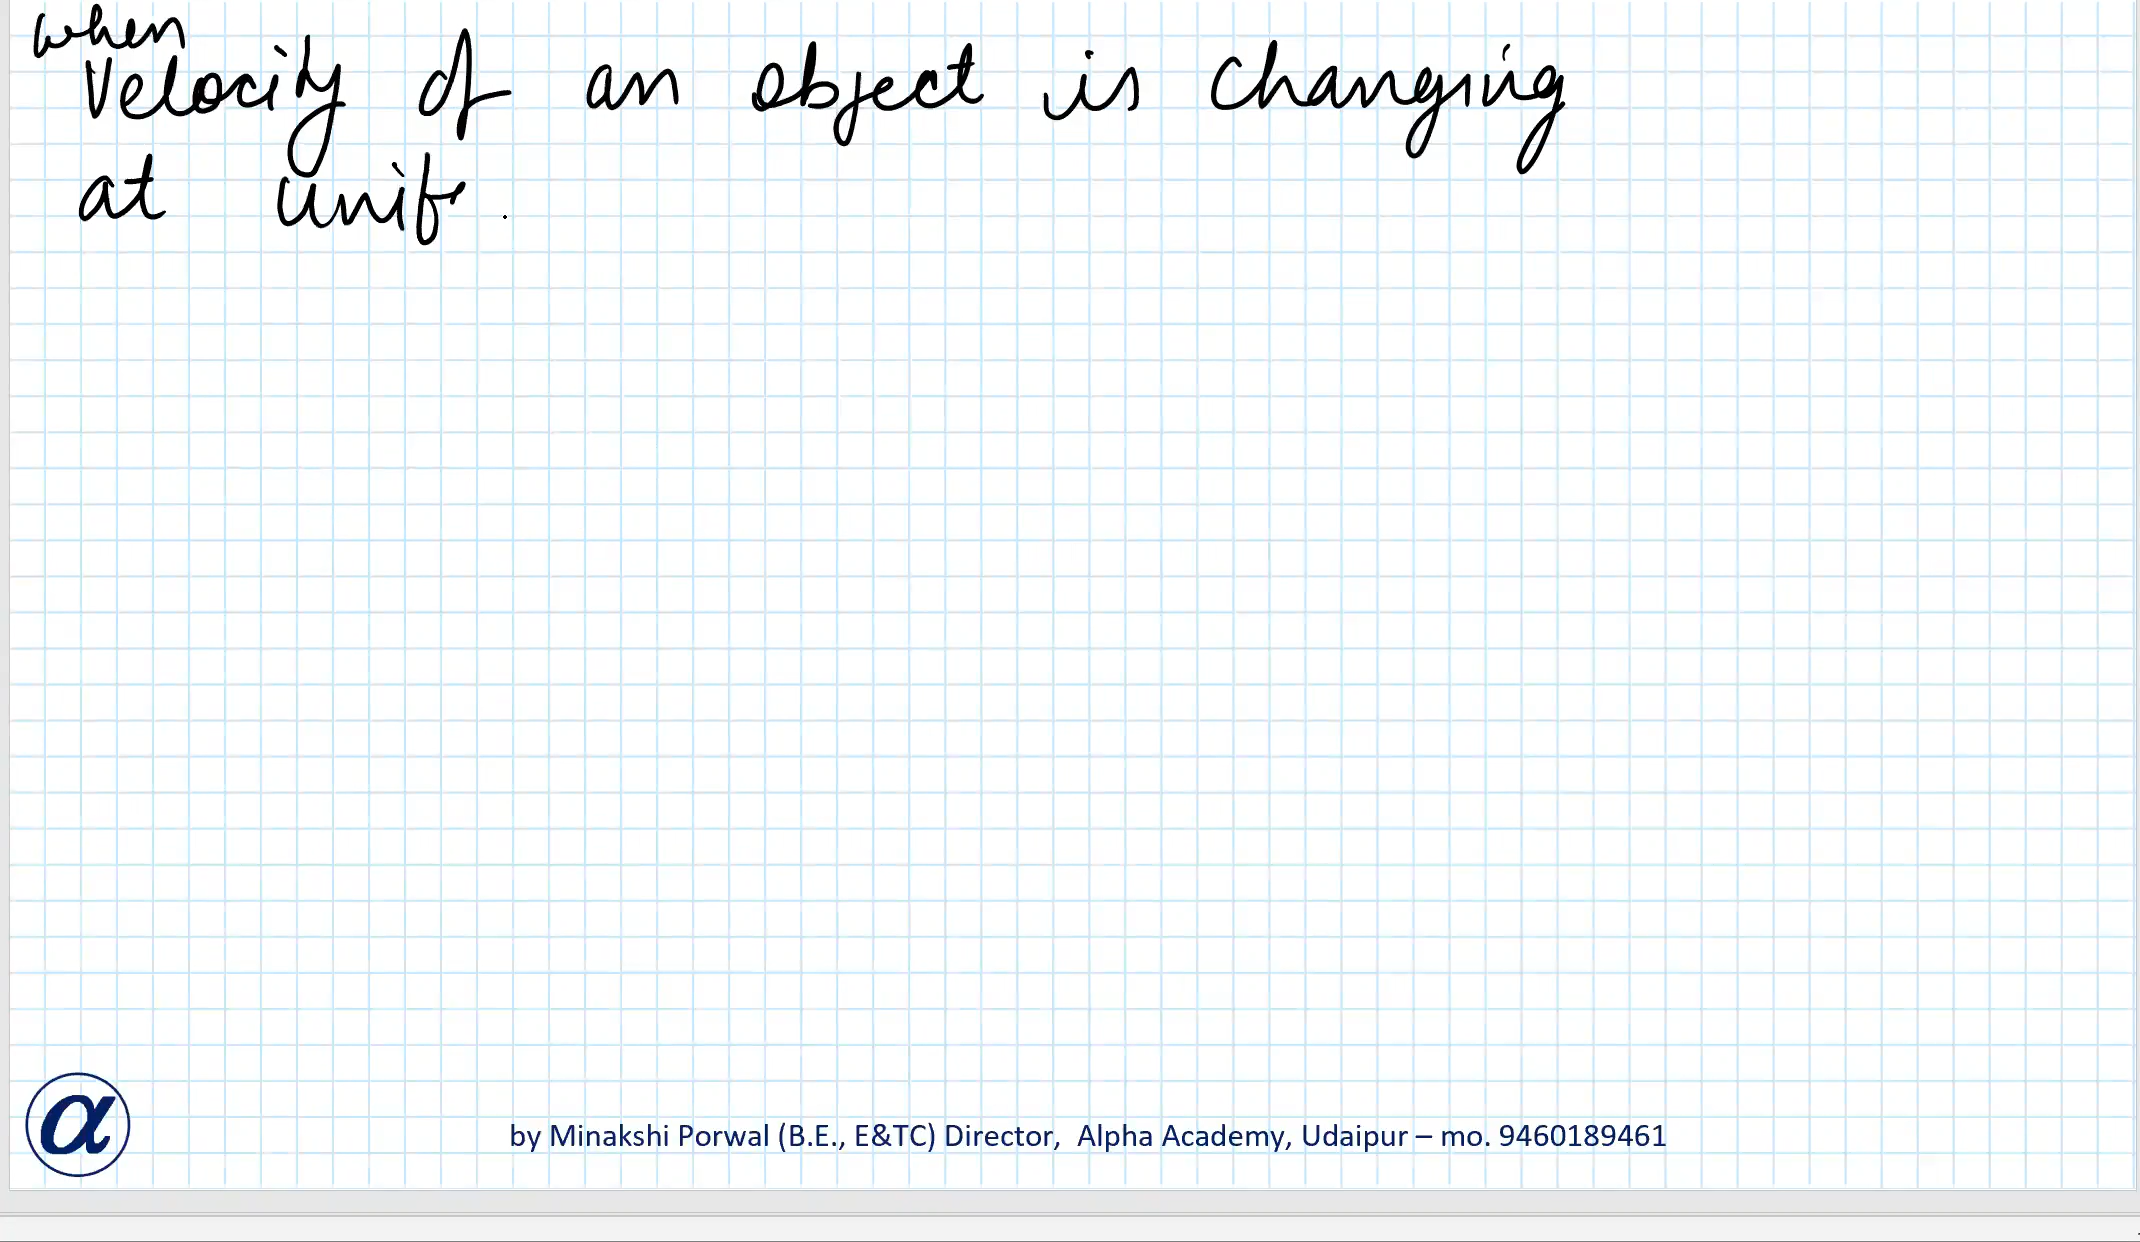 when
Velocity of an object is changing
at unif
α
by Minakshi Porwal (B.E., E&TC) Director, Alpha Academy, Udaipur – mo. 9460189461